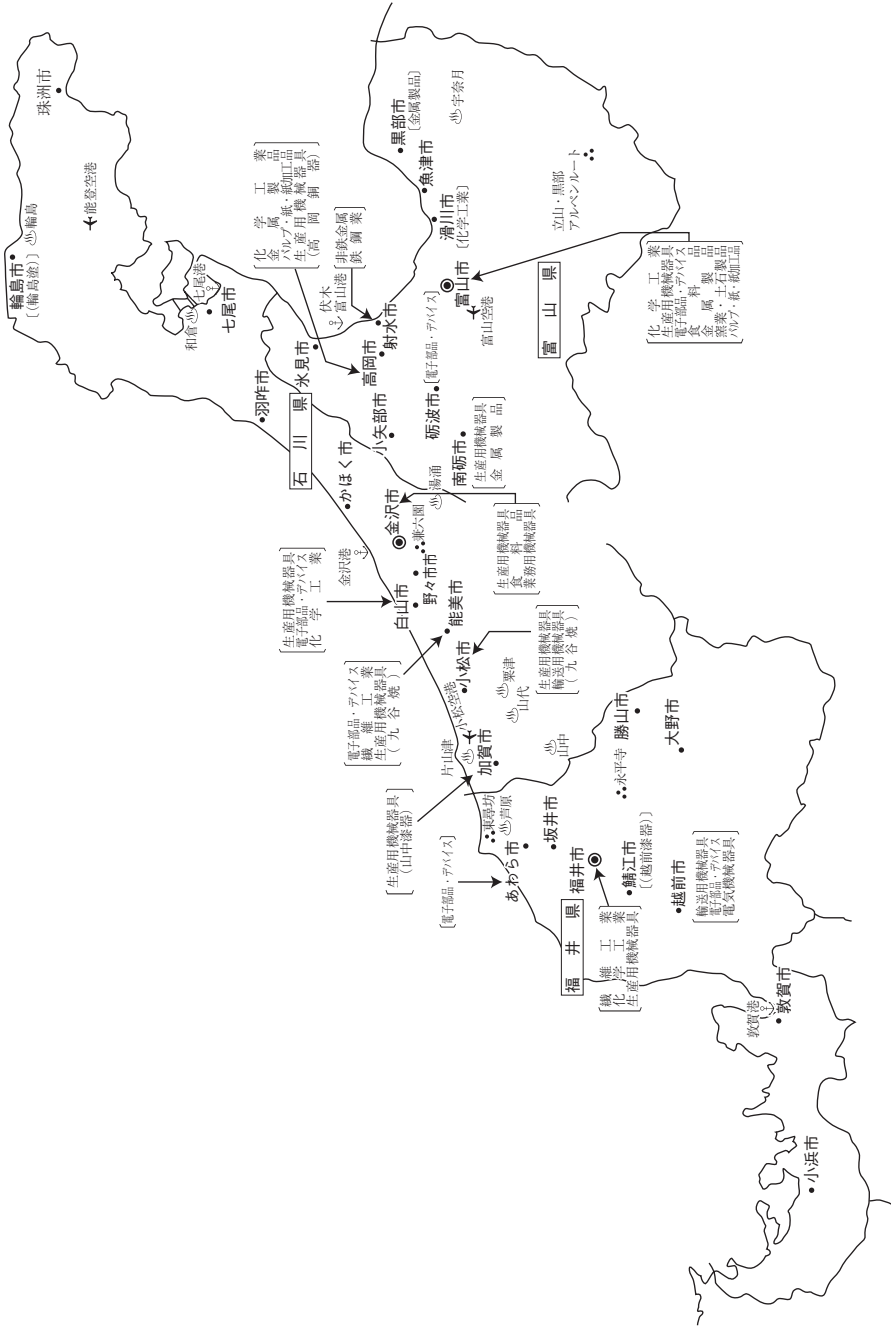 珠洲市
能登空港
輪島
輪島市
〔(輪島塗)〕
七尾港
和倉
七尾市
羽咋市
氷見市
石川県
化学工業
金属製品
パルプ・紙・紙加工品
生産用機械器具
(高岡銅器)
非鉄金属
鉄鋼業
伏木
富山港
射水市
高岡市
小矢部市
砺波市
〔電子部品・デバイス〕
南砺市
生産用機械器具
金属製品
黒部市
〔金属製品〕
宇奈月
魚津市
滑川市
〔化学工業〕
立山・黒部
アルペンルート
富山市
富山空港
富山県
化学工業
生産用機械器具
電子部品・デバイス
食料品
金属製品
窯業・土石製品
パルプ・紙・紙加工品
かほく市
金沢港
金沢市
兼六園
湯涌
生産用機械器具
食料品
業務用機械器具
生産用機械器具
電子部品・デバイス
化学工業
白山市
野々市市
能美市
電子部品・デバイス
繊維工業
生産用機械器具
(九谷焼)
小松市
小松空港
生産用機械器具
輸送用機械器具
(九谷焼)
粟津
山代
片山津
加賀市
生産用機械器具
(山中漆器)
山中
〔電子部品・デバイス〕
あわら市
東尋坊
芦原
坂井市
永平寺
勝山市
大野市
福井県
福井市
繊維工業
化学工業
生産用機械器具
鯖江市
〔(越前漆器)〕
越前市
輸送用機械器具
電子部品・デバイス
電気機械器具
敦賀港
敦賀市
小浜市